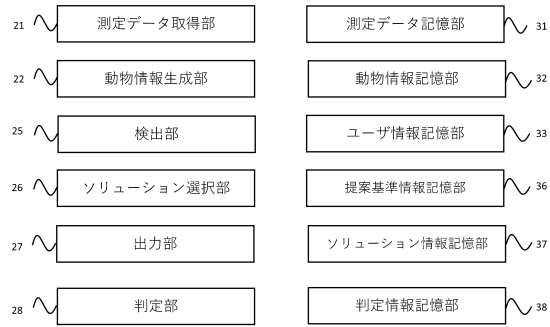 21 測定データ取得部 測定データ記憶部 31
22 動物情報生成部 動物情報記憶部 32
25 検出部 ユーザ情報記憶部 33
26 ソリューション選択部 提案基準情報記憶部 36
27 出力部 ソリューション情報記憶部 37
28 判定部 判定情報記憶部 38